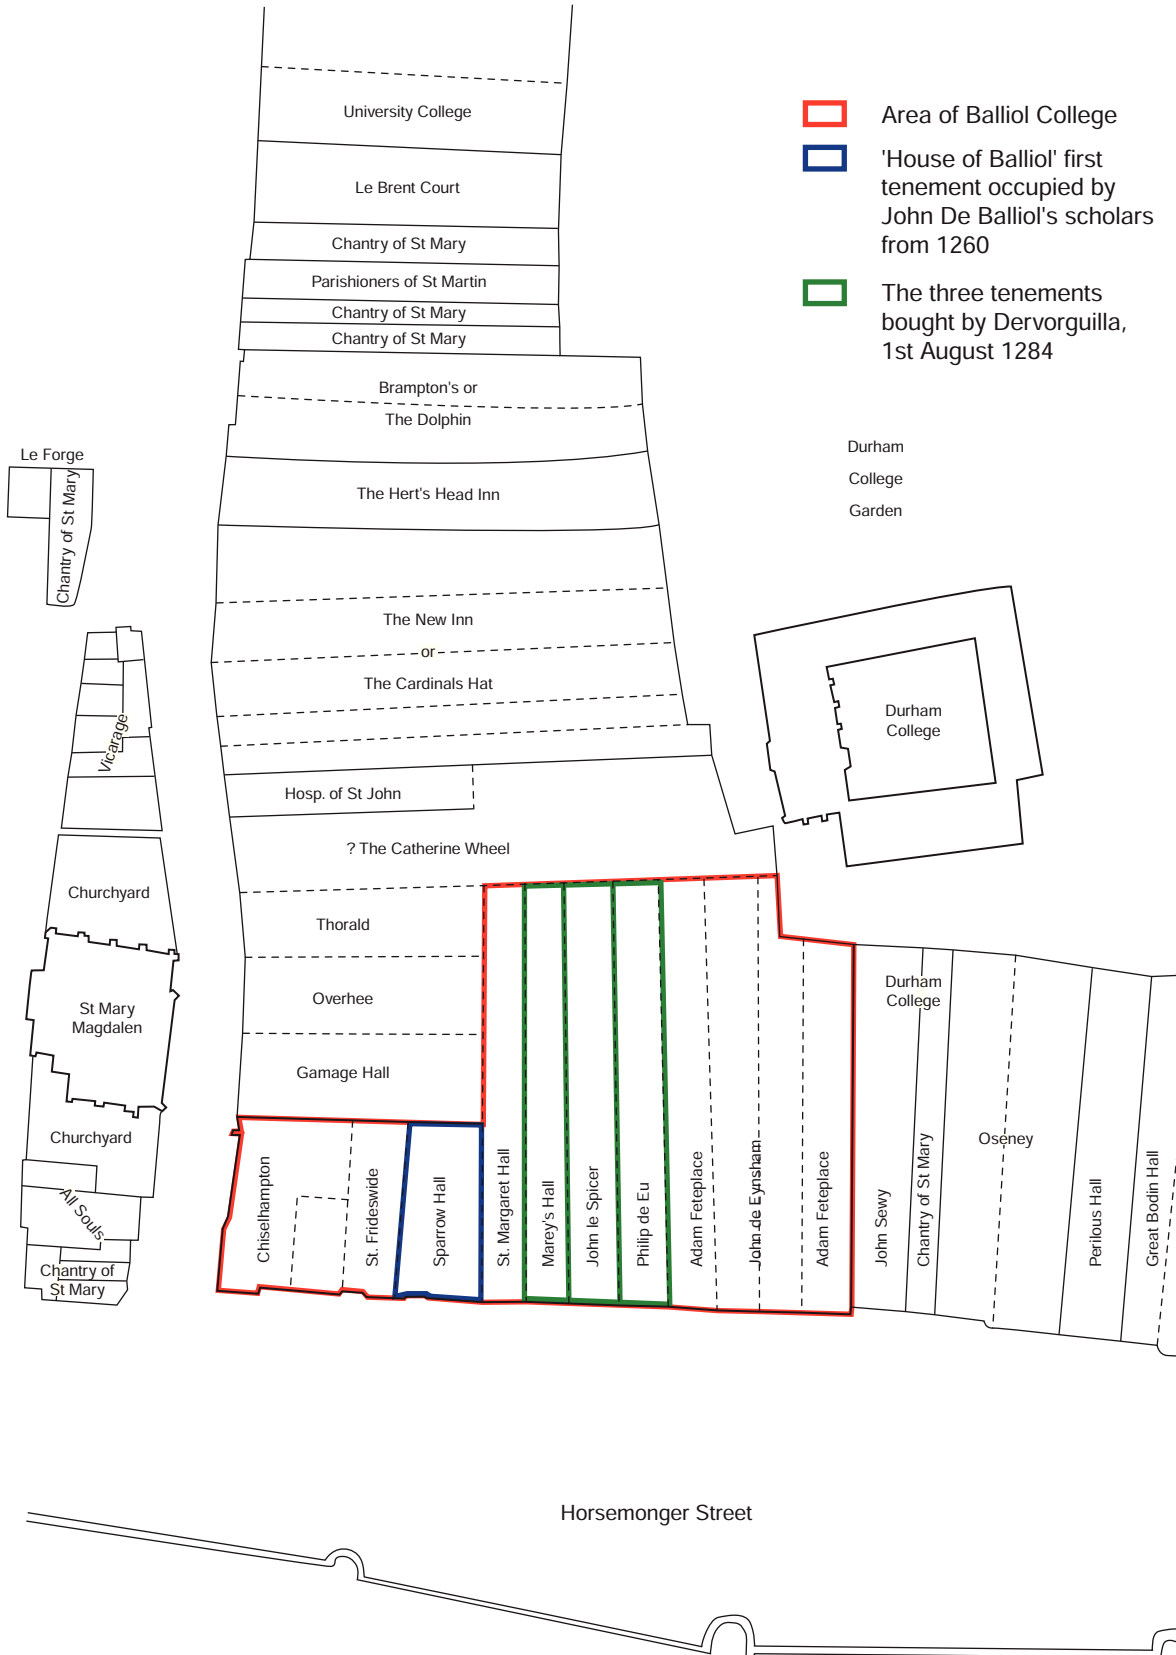 University College
Le Brent Court
Chantry of St Mary
Parishioners of St Martin
Chantry of St Mary
Chantry of St Mary
Brampton's or
The Dolphin
The Hert's Head Inn
The New Inn
or
The Cardinals Hat
Hosp. of St John
? The Catherine Wheel
Thorald
Overhee
Gamage Hall
Area of Balliol College
'House of Balliol' first
tenement occupied by
John De Balliol's scholars
from 1260
The three tenements
bought by Dervorguilla,
1st August 1284
Durham
College
Garden
Durham
College
Le Forge
Chantry of St Mary
Vicarage
Churchyard
St Mary
Magdalen
Churchyard
All Souls
Chantry of
St Mary
Chiselhampton
St. Frideswide
Sparrow Hall
St. Margaret Hall
Marey's Hall
John le Spicer
Philip de Eu
Adam Feteplace
John de Eynsham
Adam Feteplace
John Sewy
Durham
College
Chantry of St Mary
Oseney
Perilous Hall
Great Bodin Hall
Horsemonger Street